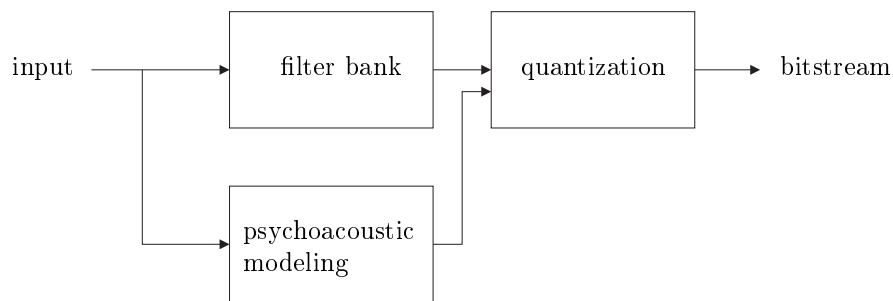 input
filter bank
quantization
bitstream
psychoacoustic
modeling